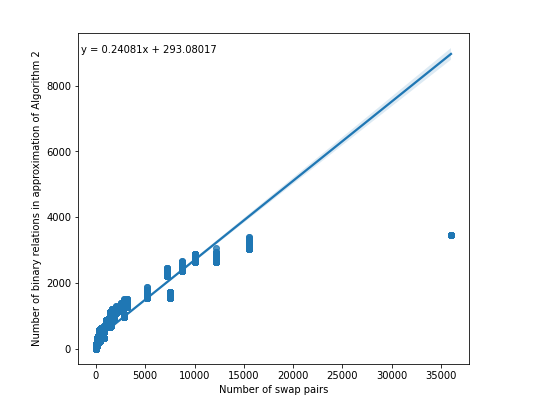 y = 0.24081x + 293.08017
Number of binary relations in approximation of Algorithm 2
8000
6000
4000
2000
0
0 5000 10000 15000 20000 25000 30000 35000
Number of swap pairs